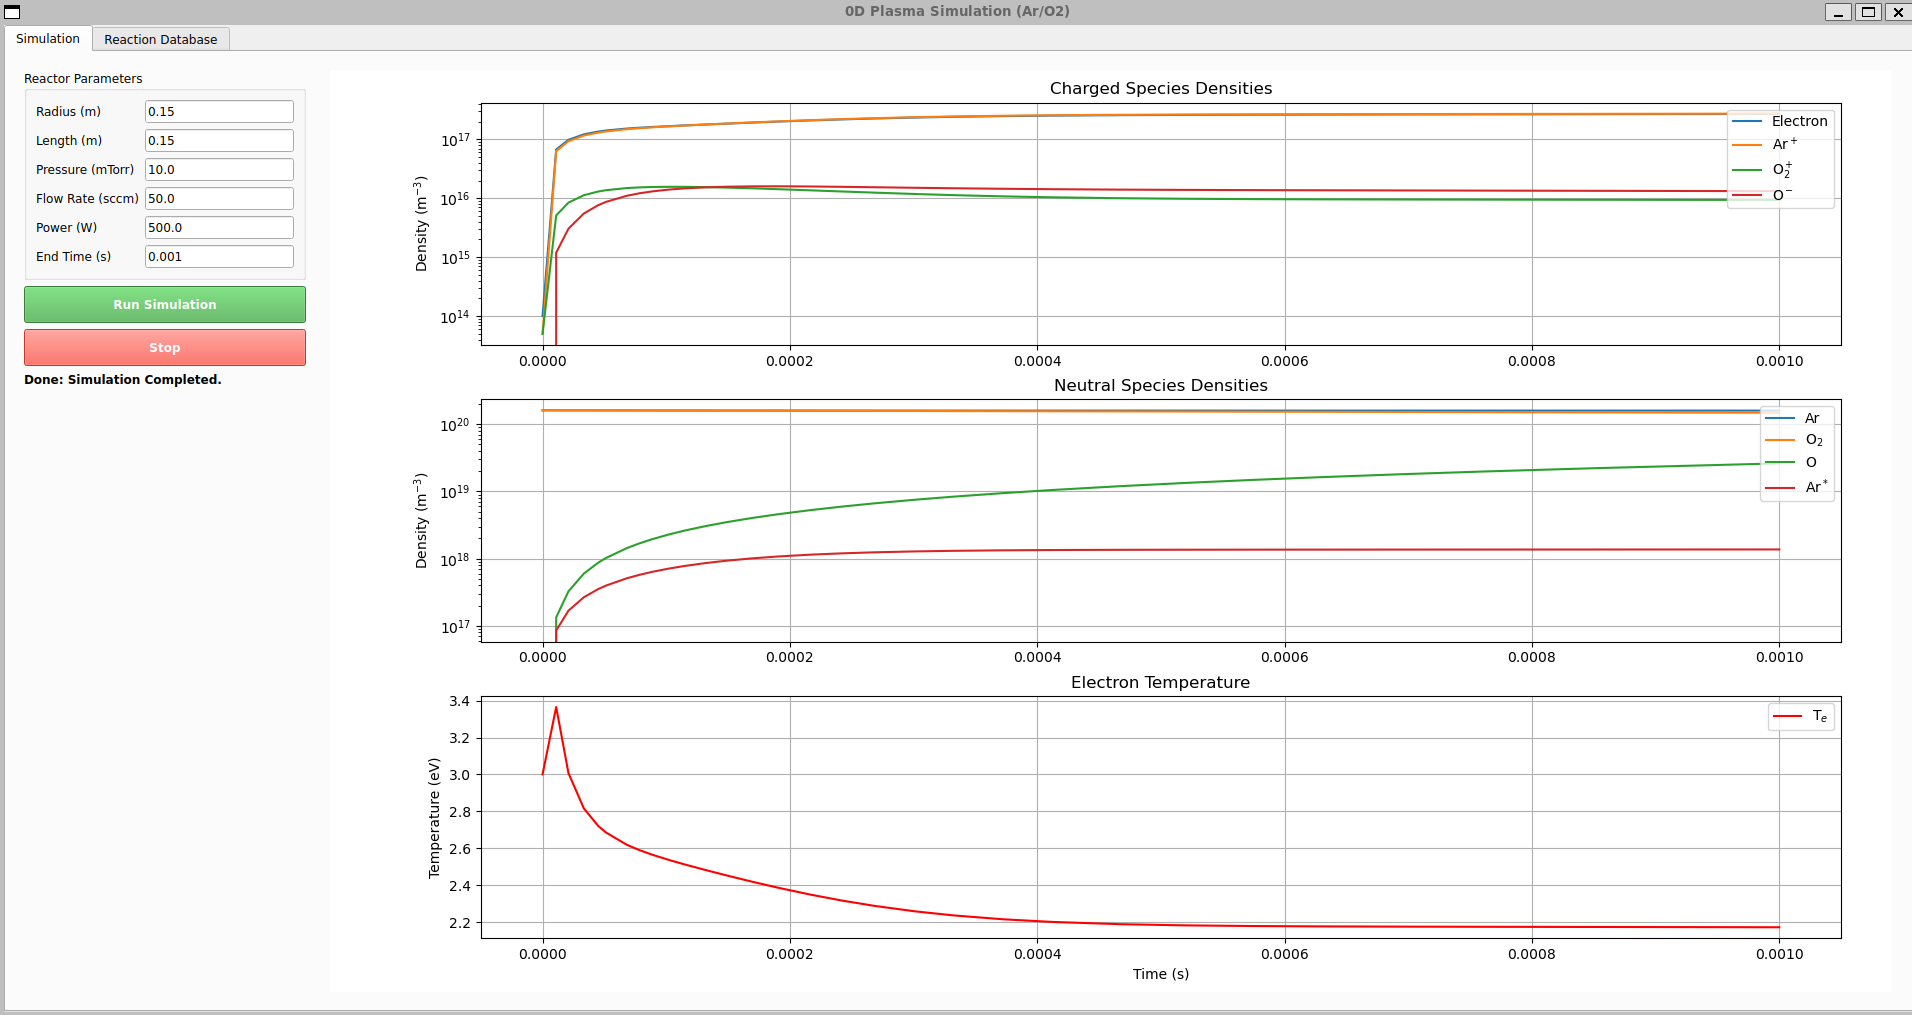 0D Plasma Simulation (Ar/O2)
Simulation
Reaction Database
Reactor Parameters
Radius (m) 0.15
Length (m) 0.15
Pressure (mTorr) 10.0
Flow Rate (sccm) 50.0
Power (W) 500.0
End Time (s) 0.001
Run Simulation
Stop
Done: Simulation Completed.
Charged Species Densities
Density (m⁻³)
10¹⁷
10¹⁶
10¹⁵
10¹⁴
Electron
Ar⁺
O₂⁺
O⁻
0.0000 0.0002 0.0004 0.0006 0.0008 0.0010
Neutral Species Densities
Density (m⁻³)
10²⁰
10¹⁹
10¹⁸
10¹⁷
Ar
O₂
O
Ar*
0.0000 0.0002 0.0004 0.0006 0.0008 0.0010
Electron Temperature
Temperature (eV)
3.4
3.2
3.0
2.8
2.6
2.4
2.2
Tₑ
0.0000 0.0002 0.0004 0.0006 0.0008 0.0010
Time (s)